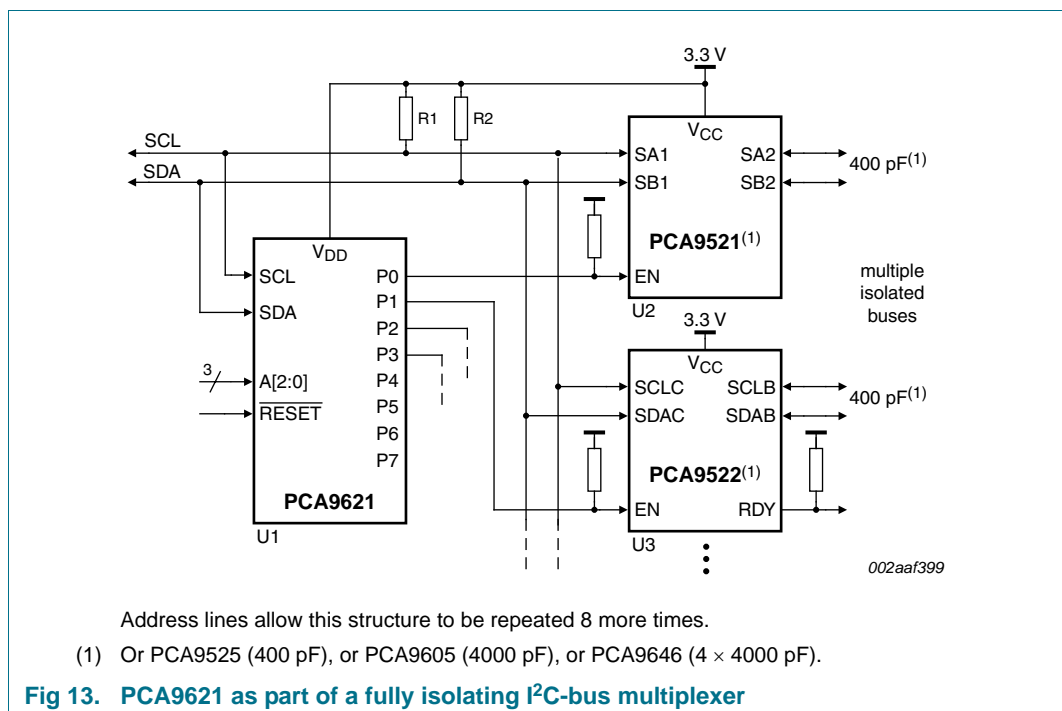 3.3 V
R1 R2
SCL
SDA
VCC
SA1 SA2
SB1 SB2
400 pF(1)
PCA9521(1)
EN
U2
multiple
isolated
buses
VDD
SCL
SDA
3
A[2:0]
RESET
P0
P1
P2
P3
P4
P5
P6
P7
PCA9621
U1
3.3 V
VCC
SCLC SCLB
SDAC SDAB
400 pF(1)
PCA9522(1)
EN RDY
U3
002aaf399
Address lines allow this structure to be repeated 8 more times.
(1) Or PCA9525 (400 pF), or PCA9605 (4000 pF), or PCA9646 (4 × 4000 pF).
Fig 13. PCA9621 as part of a fully isolating I²C-bus multiplexer